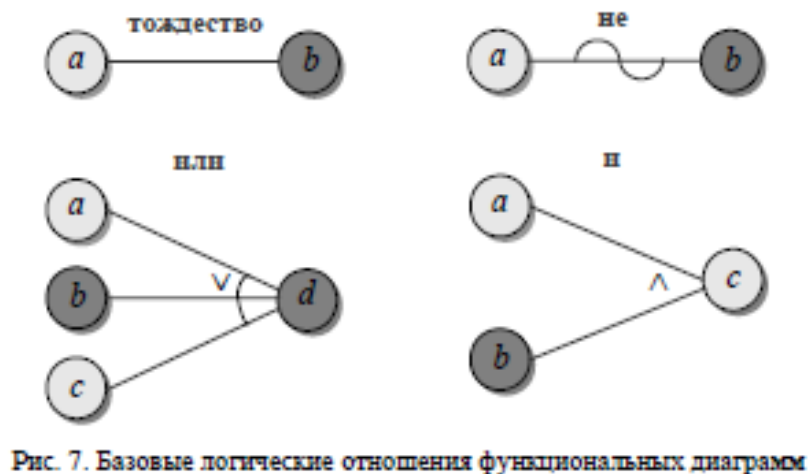 тождество
a b
не
a b
или
a
b
c
∨
d
и
a
b
∧
c
Рис. 7. Базовые логические отношения функциональных диаграмм